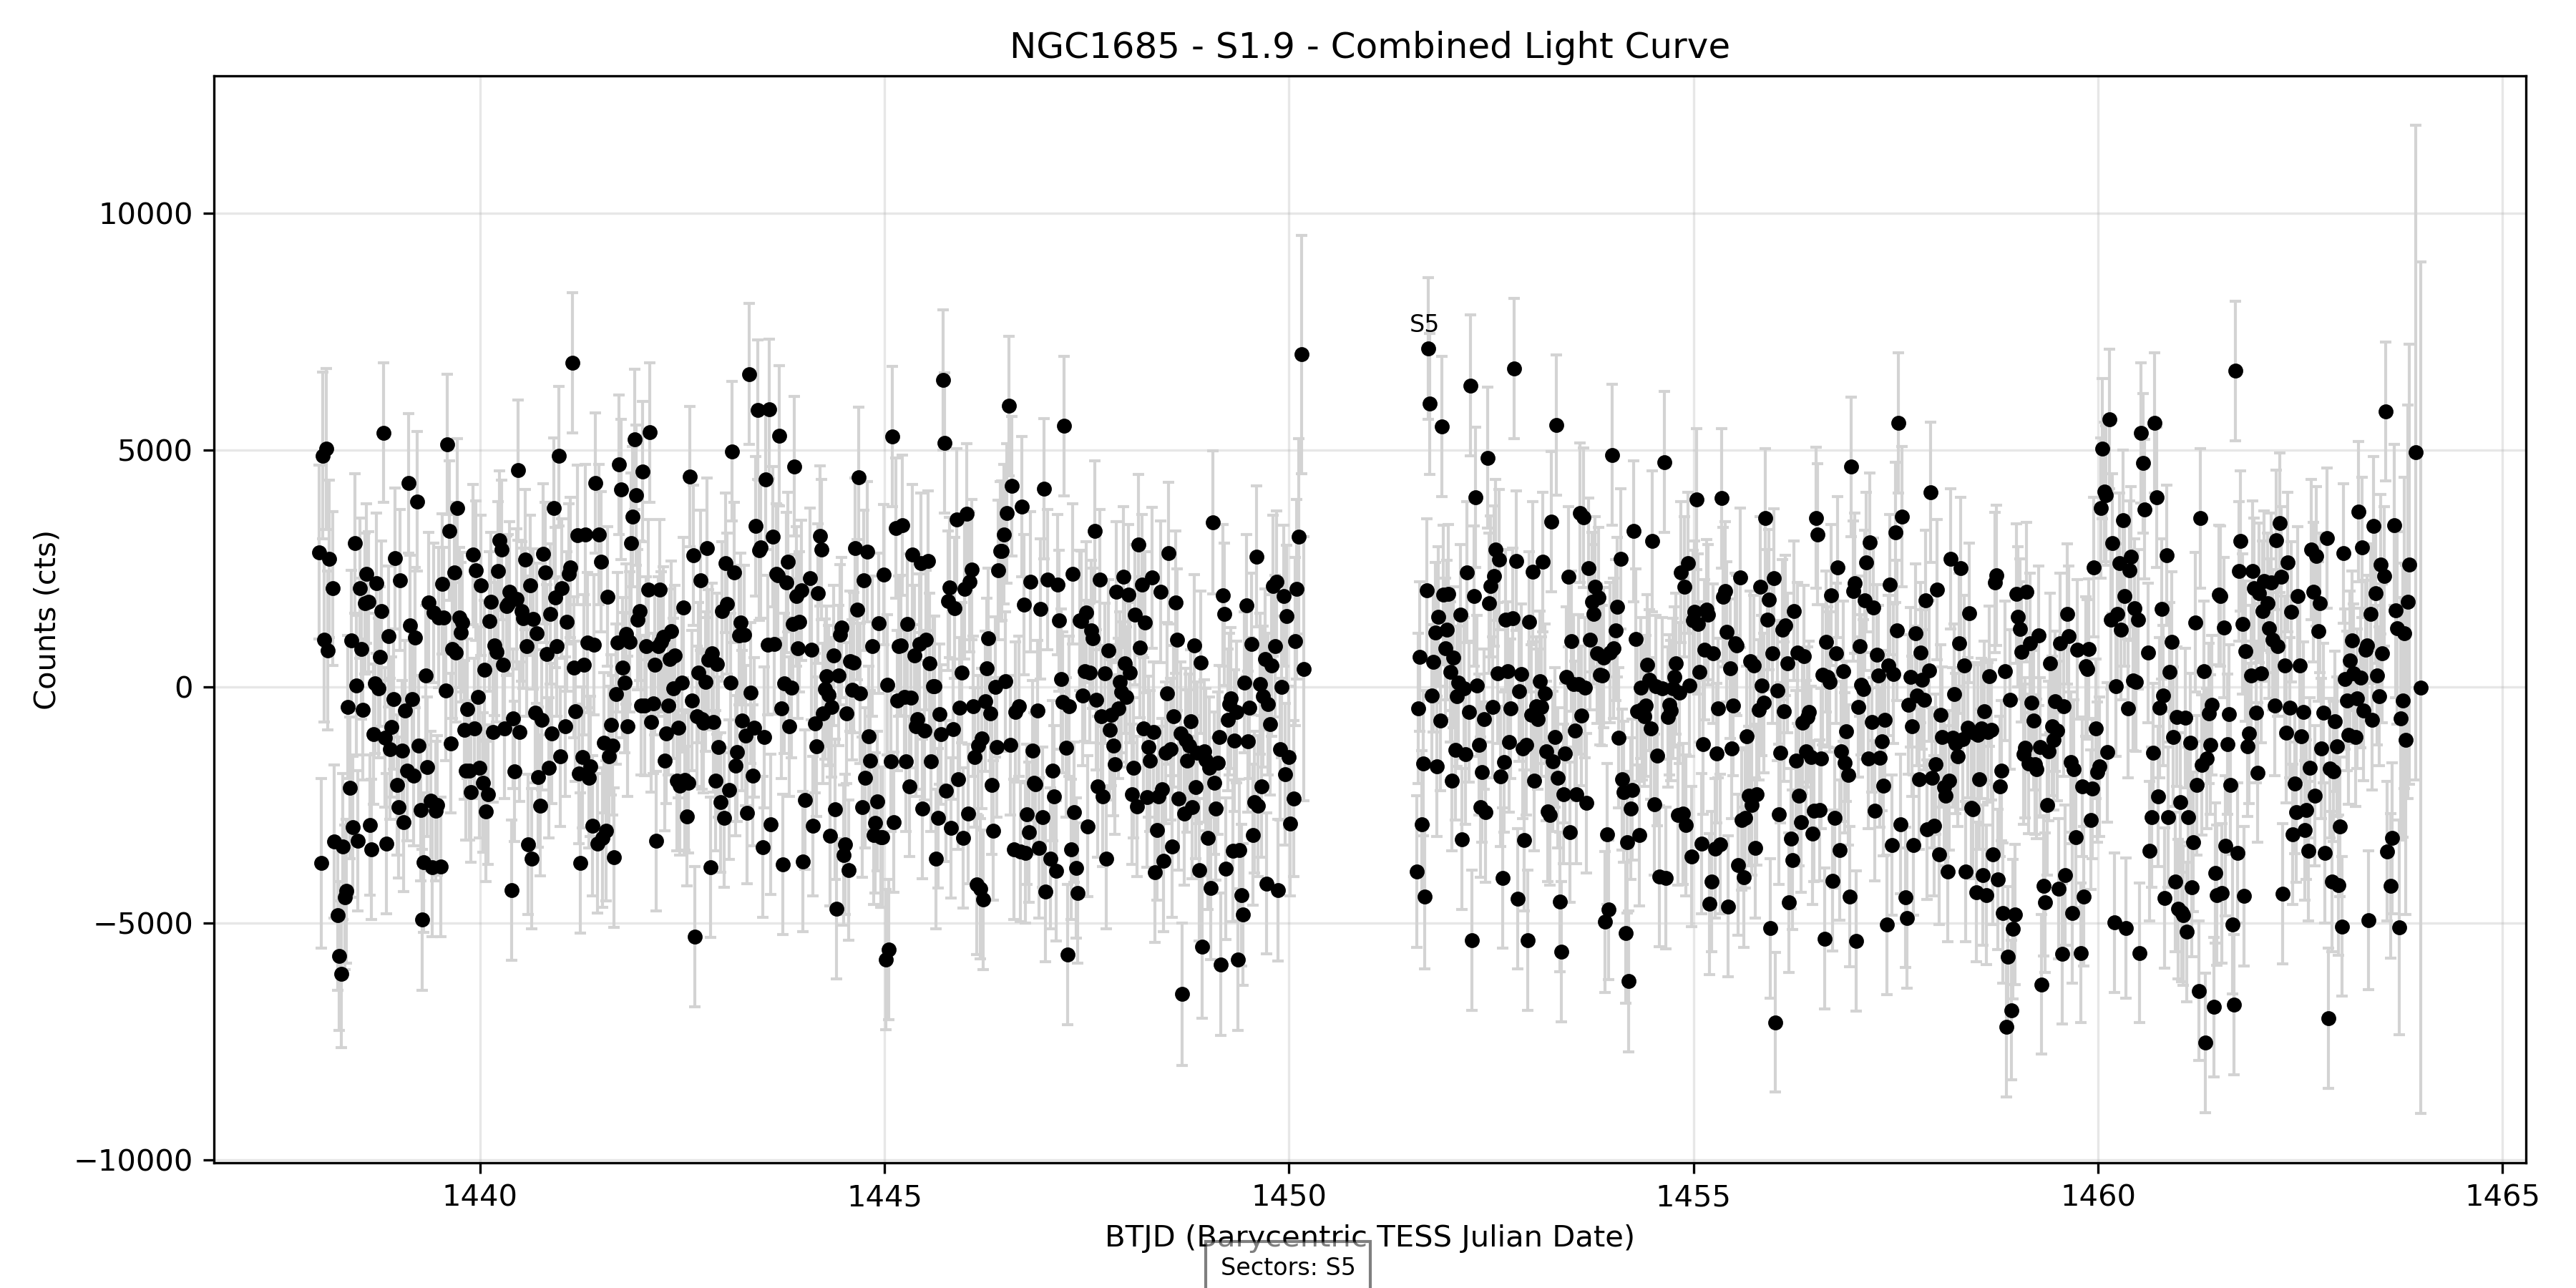 NGC1685 - S1.9 - Combined Light Curve
Counts (cts)
10000
5000
0
−5000
−10000
S5
1440 1445 1450 1455 1460 1465
BTJD (Barycentric TESS Julian Date)
Sectors: S5